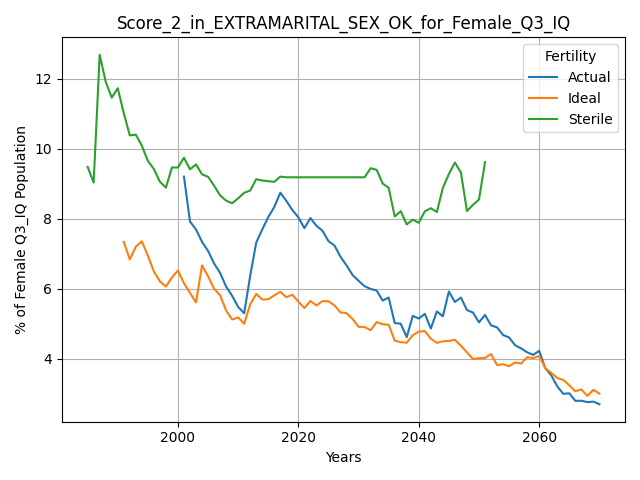 Score_2_in_EXTRAMARITAL_SEX_OK_for_Female_Q3_IQ
Fertility
Actual
Ideal
Sterile
% of Female Q3_IQ Population
12
10
8
6
4
2000 2020 2040 2060
Years